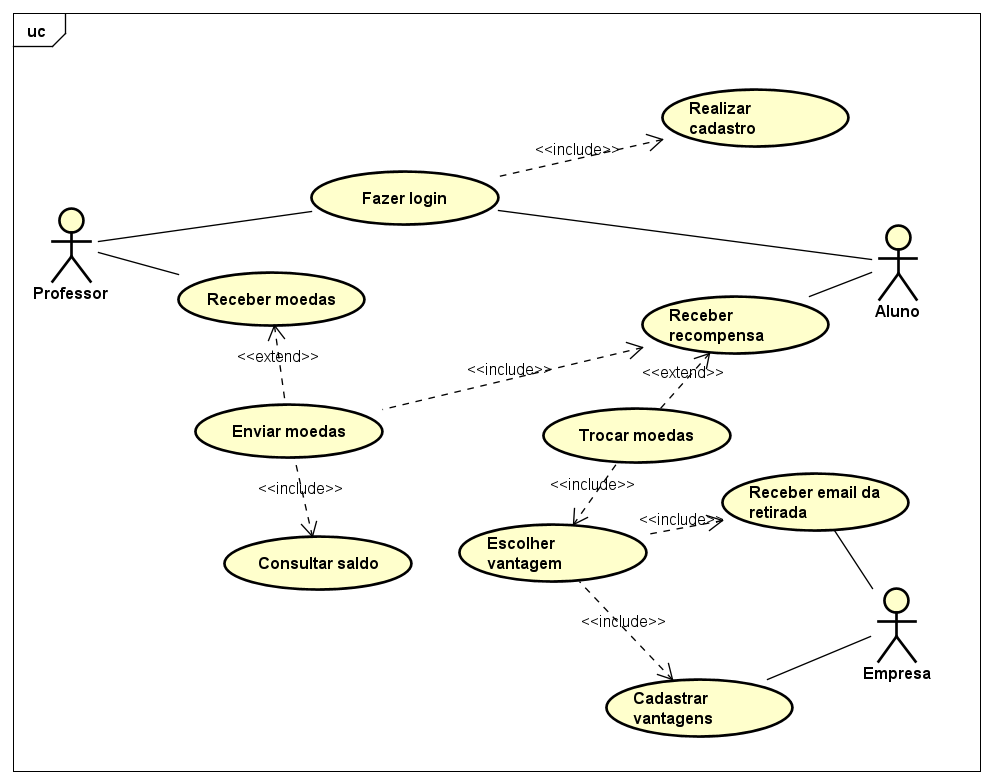 uc
Realizar
cadastro
<<include>>
Fazer login
Professor
Aluno
Receber moedas
Receber
recompensa
<<extend>>
<<include>>
<<extend>>
Enviar moedas
Trocar moedas
<<include>>
<<include>>
Receber email da
retirada
<<include>>
Escolher
vantagem
Consultar saldo
<<include>>
Empresa
Cadastrar
vantagens